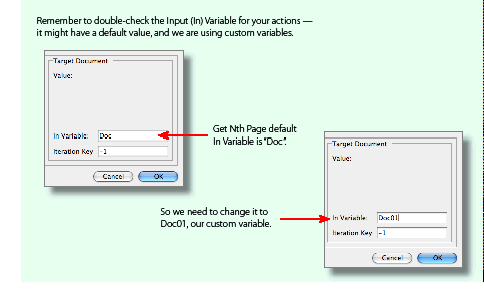 Remember to double-check the Input (In) Variable for your actions —
it might have a default value, and we are using custom variables.
Target Document
Value:
In Variable: Doc
Iteration Key -1
Cancel OK
Get Nth Page default
In Variable is "Doc".
Target Document
Value:
In Variable: Doc01
Iteration Key -1
Cancel OK
So we need to change it to
Doc01, our custom variable.